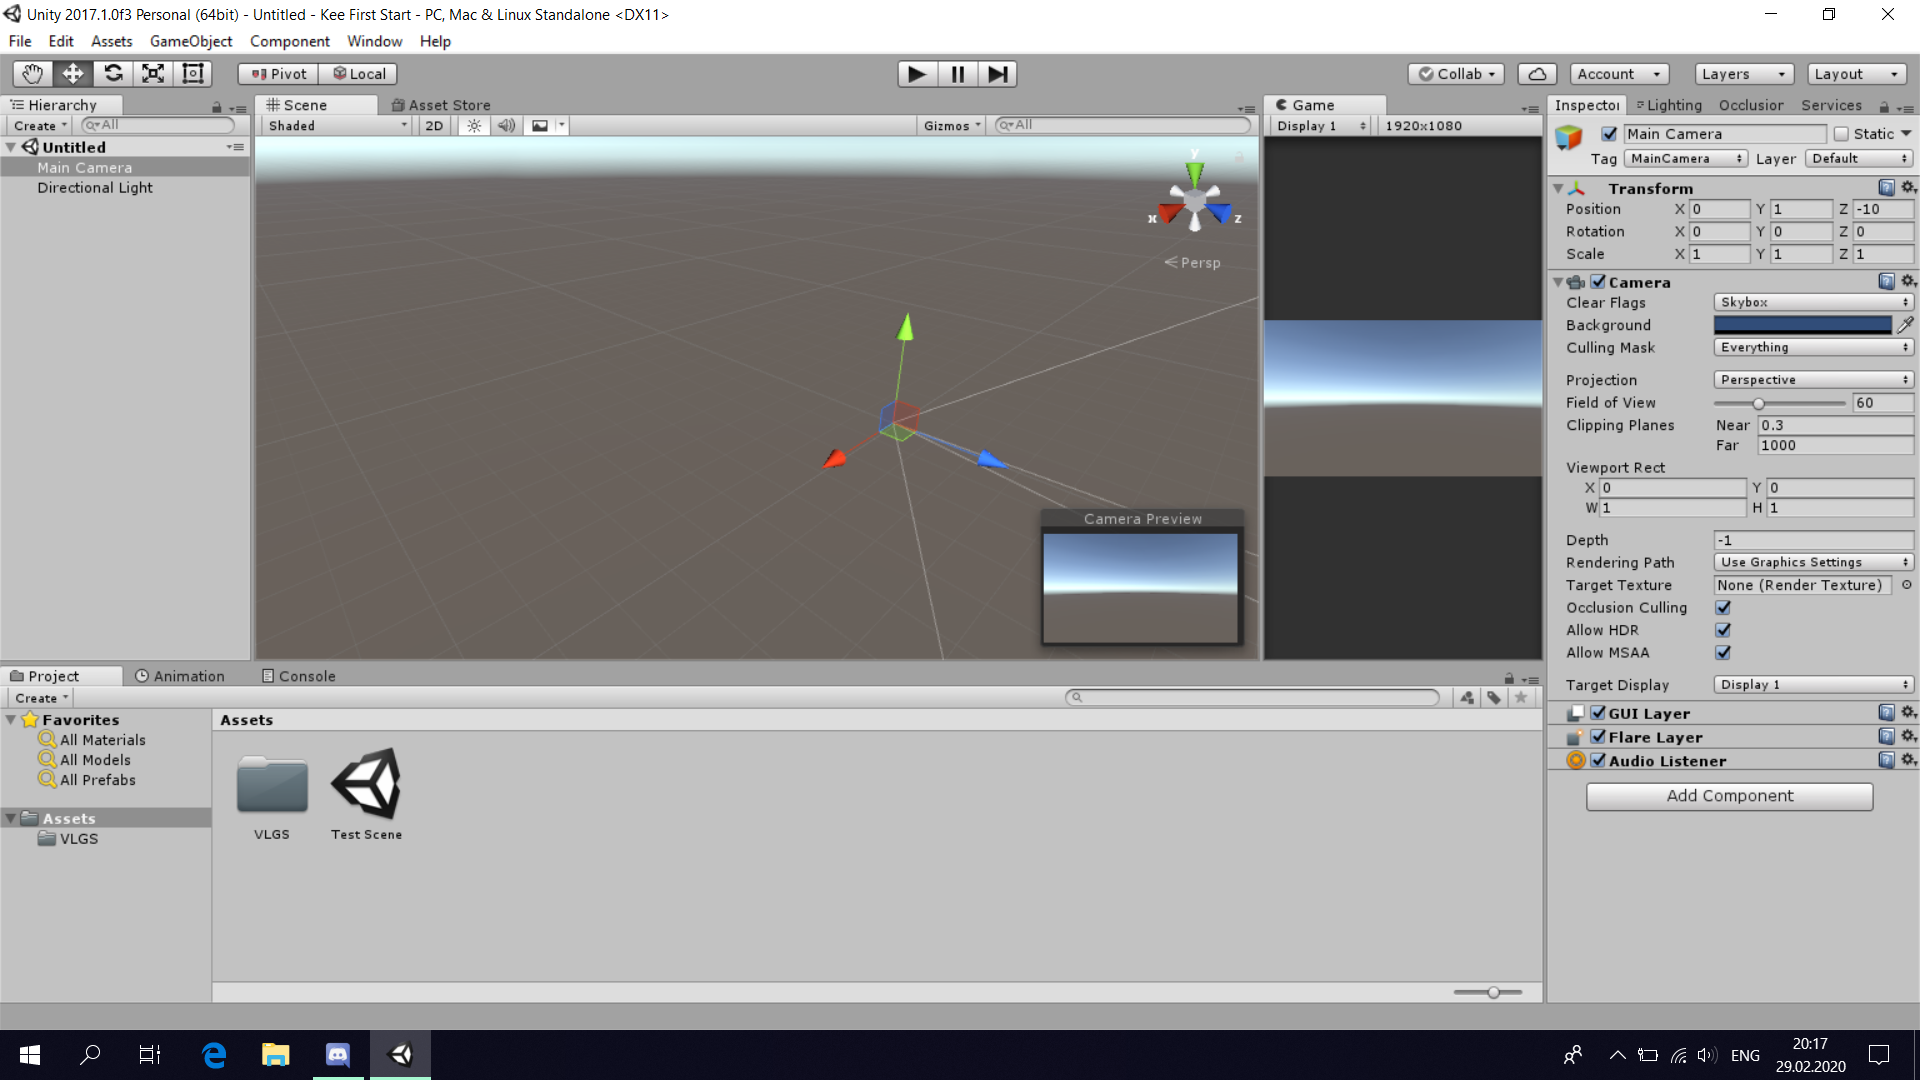 Unity 2017.1.0f3 Personal (64bit) - Untitled - Kee First Start - PC, Mac & Linux Standalone <DX11>
File Edit Assets GameObject Component Window Help
Pivot Local Collab Account Layers Layout
Hierarchy
Create All
Untitled
Main Camera
Directional Light
Scene Asset Store
Shaded 2D Gizmos All
y
x z
Persp
Camera Preview
Game
Display 1 1920x1080
Inspector Lighting Occlusior Services
Main Camera Static
Tag MainCamera Layer Default
Transform
Position X 0 Y 1 Z -10
Rotation X 0 Y 0 Z 0
Scale X 1 Y 1 Z 1
Camera
Clear Flags Skybox
Background
Culling Mask Everything
Projection Perspective
Field of View 60
Clipping Planes Near 0.3
Far 1000
Viewport Rect
X 0 Y 0
W 1 H 1
Depth -1
Rendering Path Use Graphics Settings
Target Texture None (Render Texture)
Occlusion Culling
Allow HDR
Allow MSAA
Target Display Display 1
GUI Layer
Flare Layer
Audio Listener
Add Component
Project Animation Console
Create
Favorites
All Materials
All Models
All Prefabs
Assets
VLGS
Assets
VLGS Test Scene
ENG
20:17
29.02.2020